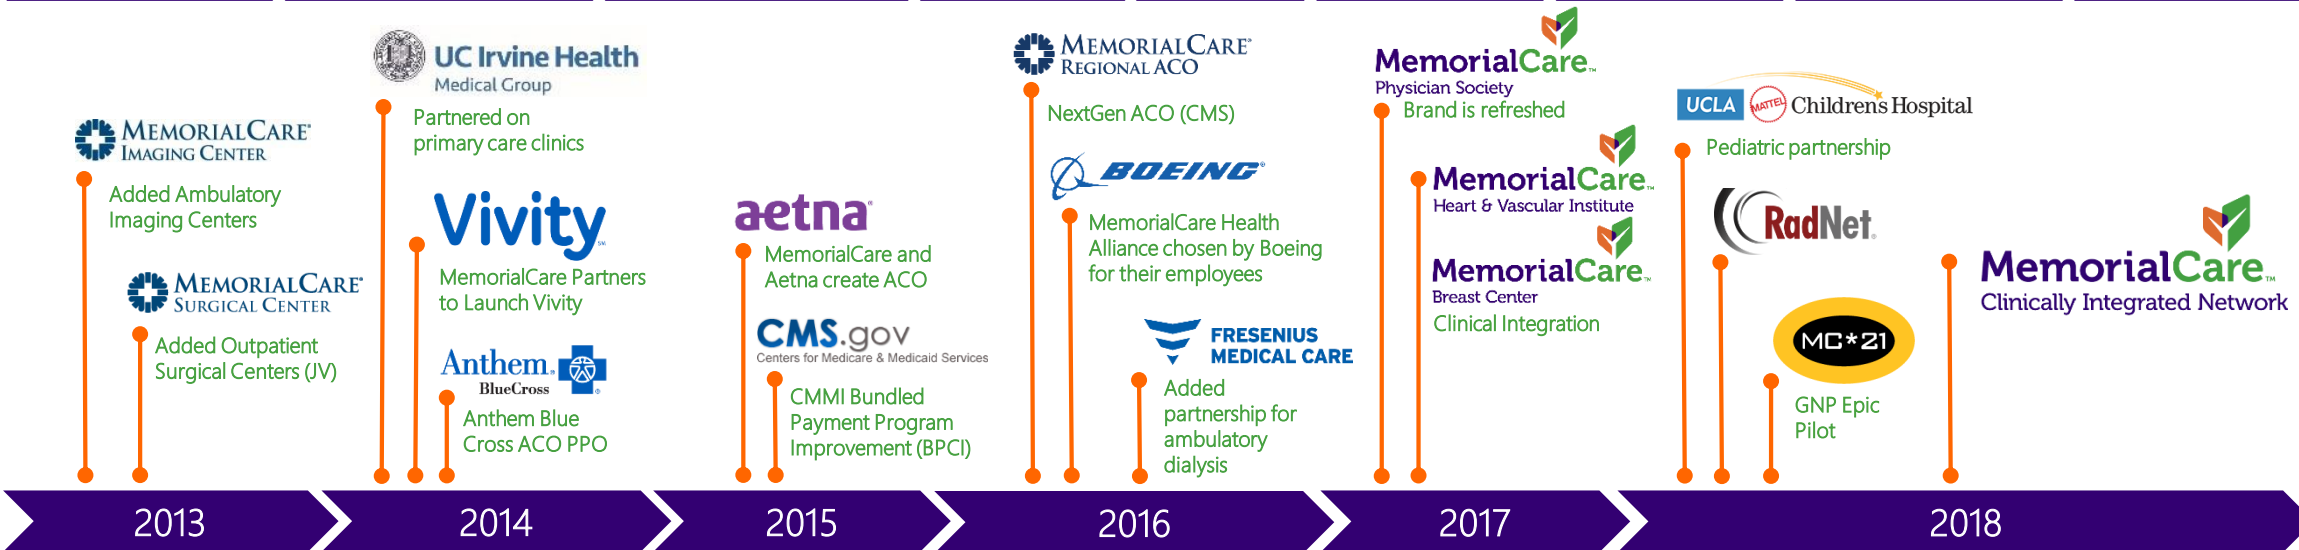 MEMORIALCARE®
IMAGING CENTER
Added Ambulatory
Imaging Centers
MEMORIALCARE®
SURGICAL CENTER
Added Outpatient
Surgical Centers (JV)
UC Irvine Health
Medical Group
Partnered on
primary care clinics
Vivity SM
MemorialCare Partners
to Launch Vivity
Anthem®
BlueCross
Anthem Blue
Cross ACO PPO
aetna®
MemorialCare and
Aetna create ACO
CMS.gov
Centers for Medicare & Medicaid Services
CMMI Bundled
Payment Program
Improvement (BPCI)
MEMORIALCARE®
REGIONAL ACO
NextGen ACO (CMS)
BOEING®
MemorialCare Health
Alliance chosen by Boeing
for their employees
FRESENIUS
MEDICAL CARE
Added
partnership for
ambulatory
dialysis
MemorialCare™
Physician Society
Brand is refreshed
MemorialCare™
Heart & Vascular Institute
MemorialCare™
Breast Center
Clinical Integration
UCLA MATTEL Children's Hospital
Pediatric partnership
RadNet®
MC*21
GNP Epic
Pilot
MemorialCare™
Clinically Integrated Network
2013
2014
2015
2016
2017
2018